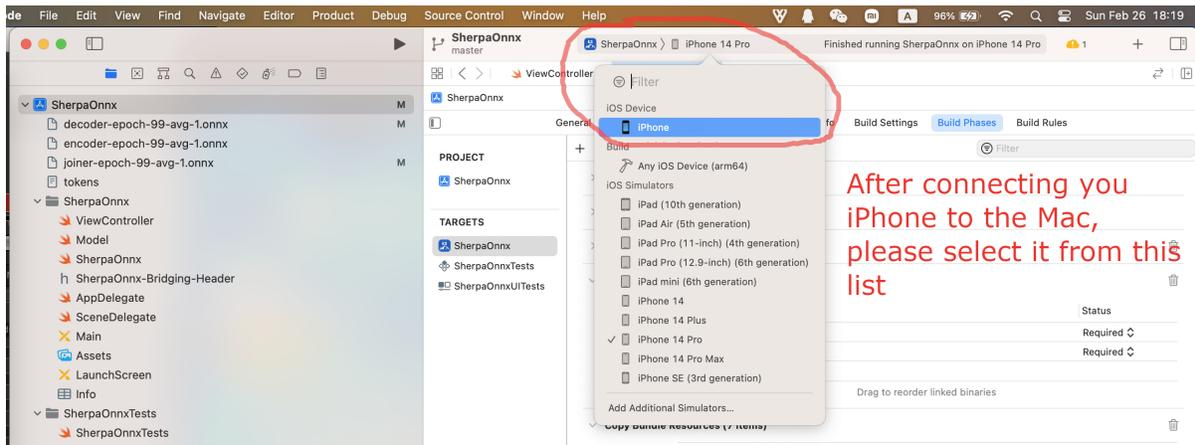 ode File Edit View Find Navigate Editor Product Debug Source Control Window Help A 96% Sun Feb 26 18:19
SherpaOnnx
master
SherpaOnnx 〉 iPhone 14 Pro
Finished running SherpaOnnx on iPhone 14 Pro
1
ViewController
SherpaOnnx M
decoder-epoch-99-avg-1.onnx M
encoder-epoch-99-avg-1.onnx
joiner-epoch-99-avg-1.onnx M
tokens
SherpaOnnx
ViewController
Model
SherpaOnnx
h SherpaOnnx-Bridging-Header
AppDelegate
SceneDelegate
Main
Assets
LaunchScreen
Info
SherpaOnnxTests
SherpaOnnxTests
SherpaOnnx
General
Build Settings Build Phases Build Rules
Filter
PROJECT
SherpaOnnx
TARGETS
SherpaOnnx
SherpaOnnxTests
SherpaOnnxUITests
Filter
iOS Device
iPhone
Build
Any iOS Device (arm64)
iOS Simulators
iPad (10th generation)
iPad Air (5th generation)
iPad Pro (11-inch) (4th generation)
iPad Pro (12.9-inch) (6th generation)
iPad mini (6th generation)
iPhone 14
iPhone 14 Plus
iPhone 14 Pro
iPhone 14 Pro Max
iPhone SE (3rd generation)
Add Additional Simulators...
After connecting you
iPhone to the Mac,
please select it from this
list
Status
Required
Required
Drag to reorder linked binaries
Copy Bundle Resources (7 items)